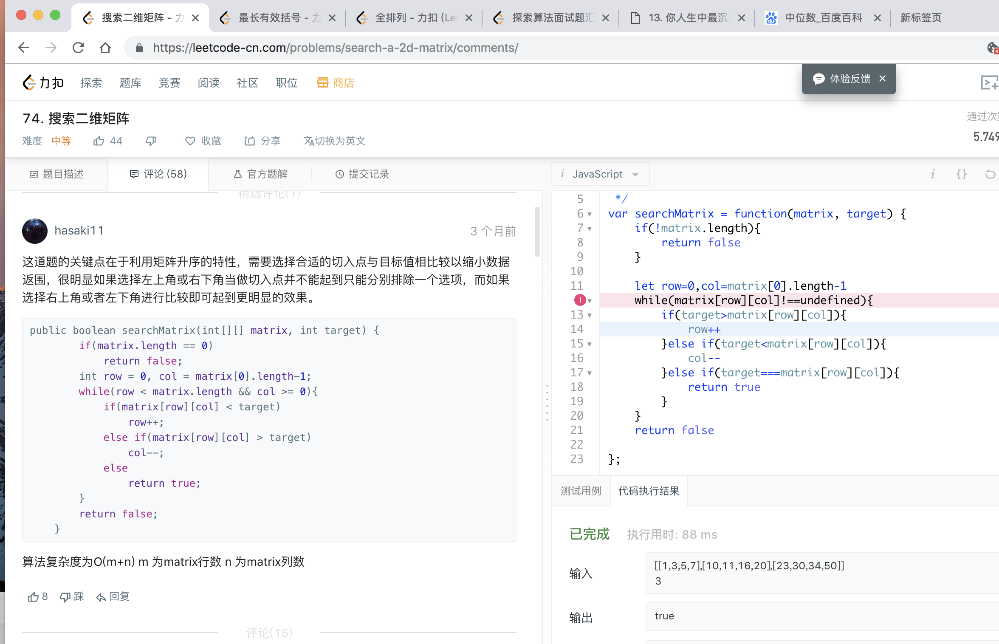 搜索二维矩阵 - 力
最长有效括号 - 力
全排列 - 力扣 (Lee
探索算法面试题汇
13. 你人生中最沉
中位数_百度百科
新标签页
https://leetcode-cn.com/problems/search-a-2d-matrix/comments/
力扣 探索 题库 竞赛 阅读 社区 职位 商店
体验反馈
74. 搜索二维矩阵
通过次
难度 中等 44 收藏 分享 切换为英文
5,749
题目描述 评论 (58) 官方题解 提交记录
精选评论(1)
hasaki11 3 个月前
这道题的关键点在于利用矩阵升序的特性，需要选择合适的切入点与目标值相比较以缩小数据
返围，很明显如果选择左上角或右下角当做切入点并不能起到只能分别排除一个选项，而如果
选择右上角或者左下角进行比较即可起到更明显的效果。
public boolean searchMatrix(int[][] matrix, int target) {
        if(matrix.length == 0)
            return false;
        int row = 0, col = matrix[0].length-1;
        while(row < matrix.length && col >= 0){
            if(matrix[row][col] < target)
                row++;
            else if(matrix[row][col] > target)
                col--;
            else
                return true;
        }
        return false;
    }
算法复杂度为O(m+n) m 为matrix行数 n 为matrix列数
8 踩 回复
评论(15)
JavaScript
i {}
5  */
6 var searchMatrix = function(matrix, target) {
7     if(!matrix.length){
8         return false
9     }
10
11     let row=0,col=matrix[0].length-1
    while(matrix[row][col]!==undefined){
13         if(target>matrix[row][col]){
14             row++
15         }else if(target<matrix[row][col]){
16             col--
17         }else if(target===matrix[row][col]){
18             return true
19         }
20     }
21     return false
22
23 };
测试用例 代码执行结果
已完成 执行用时: 88 ms
输入
[[1,3,5,7],[10,11,16,20],[23,30,34,50]]
3
输出
true